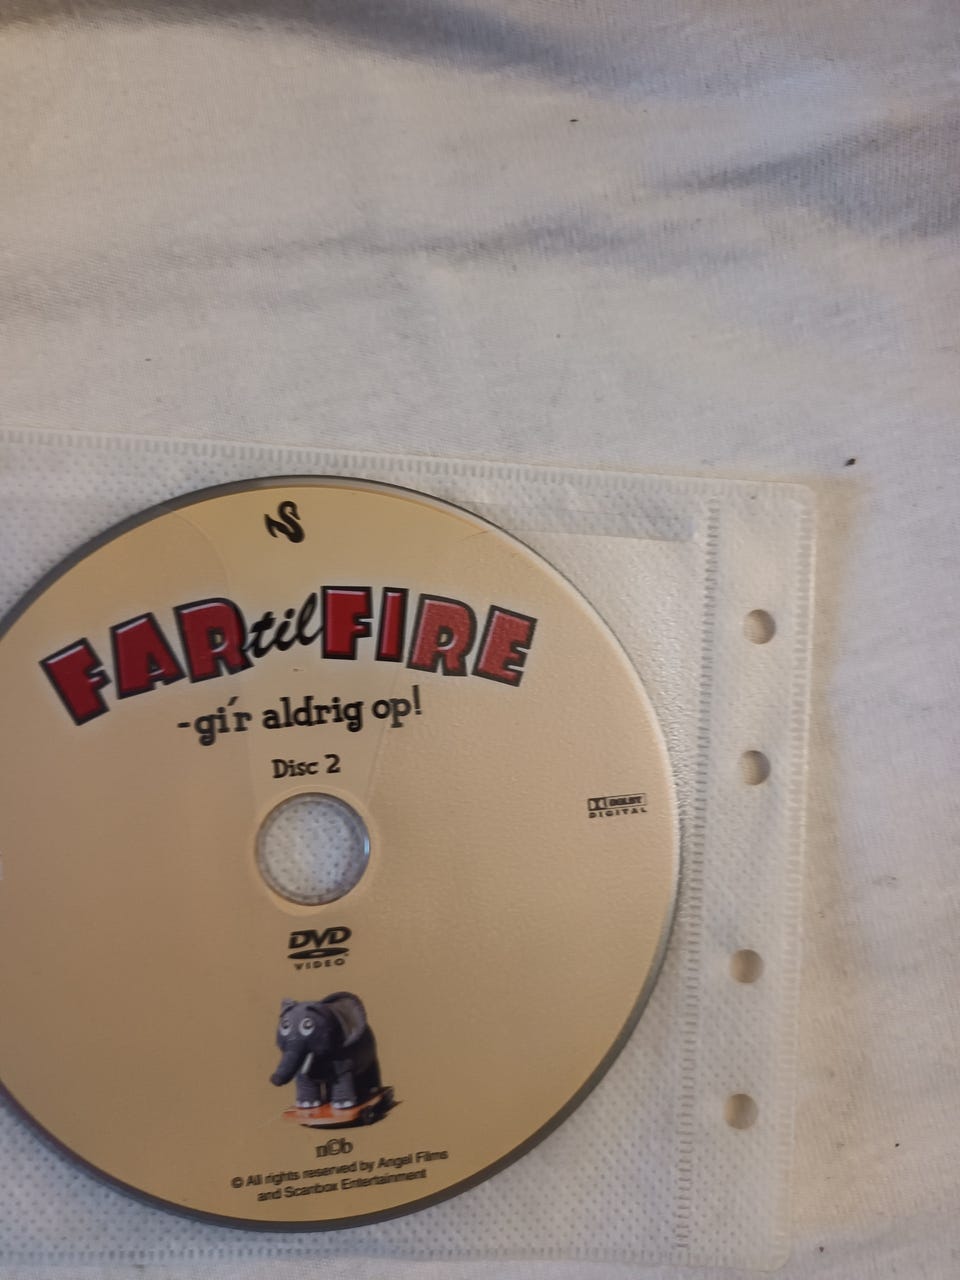 FAR til FIRE
-gi'r aldrig op!
Disc 2
DOLBY
DIGITAL
DVD
VIDEO
n©b
© All rights reserved by Angel Films
and Scanbox Entertainment